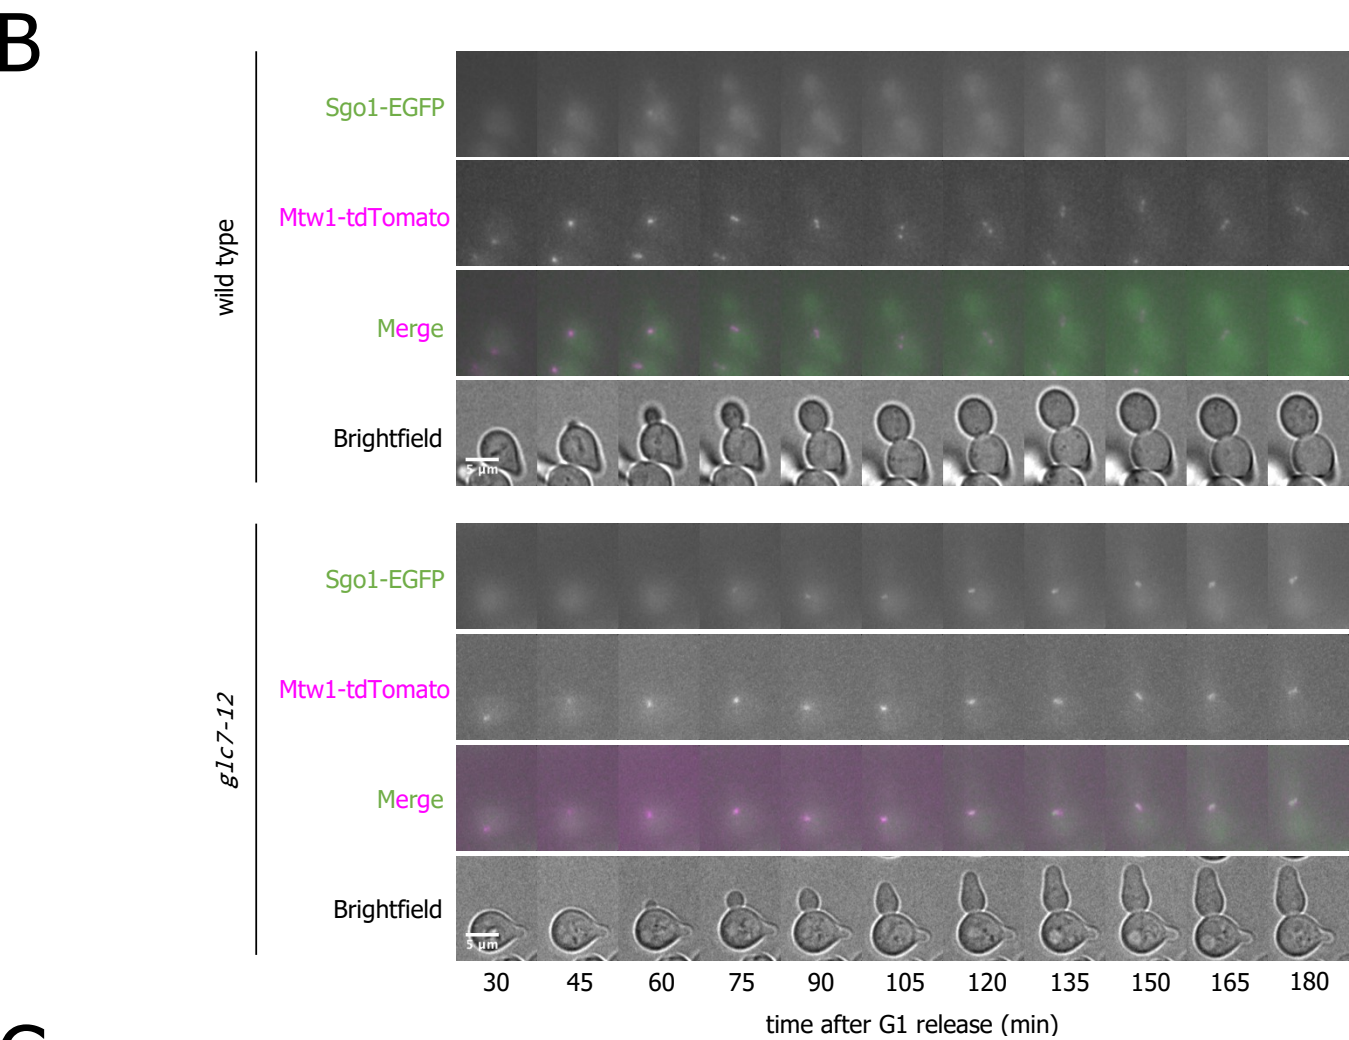 B
wild type
Sgo1-EGFP
Mtw1-tdTomato
Merge
Brightfield
5 µm
glc7-12
Sgo1-EGFP
Mtw1-tdTomato
Merge
Brightfield
5 µm
30 45 60 75 90 105 120 135 150 165 180
time after G1 release (min)